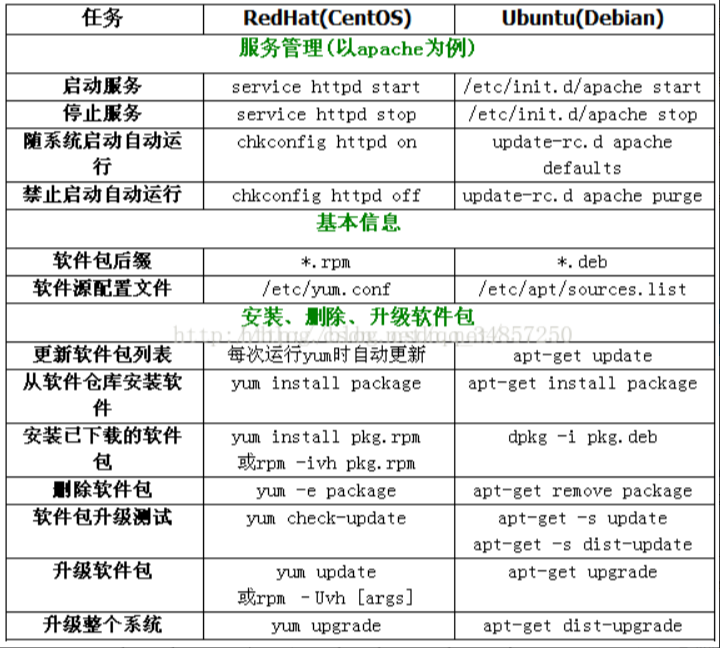 任务 RedHat(CentOS) Ubuntu(Debian)
服务管理(以apache为例)
启动服务 service httpd start /etc/init.d/apache start
停止服务 service httpd stop /etc/init.d/apache stop
随系统启动自动运 chkconfig httpd on update-rc.d apache
行 defaults
禁止启动自动运行 chkconfig httpd off update-rc.d apache purge
基本信息
软件包后缀 *.rpm *.deb
软件源配置文件 /etc/yum.conf /etc/apt/sources.list
安装、删除、升级软件包
更新软件包列表 每次运行yum时自动更新 apt-get update
从软件仓库安装软 yum install package apt-get install package
件
安装已下载的软件 yum install pkg.rpm dpkg -i pkg.deb
包 或rpm -ivh pkg.rpm
删除软件包 yum -e package apt-get remove package
软件包升级测试 yum check-update apt-get -s update
apt-get -s dist-update
升级软件包 yum update apt-get upgrade
或rpm -Uvh [args]
升级整个系统 yum upgrade apt-get dist-upgrade